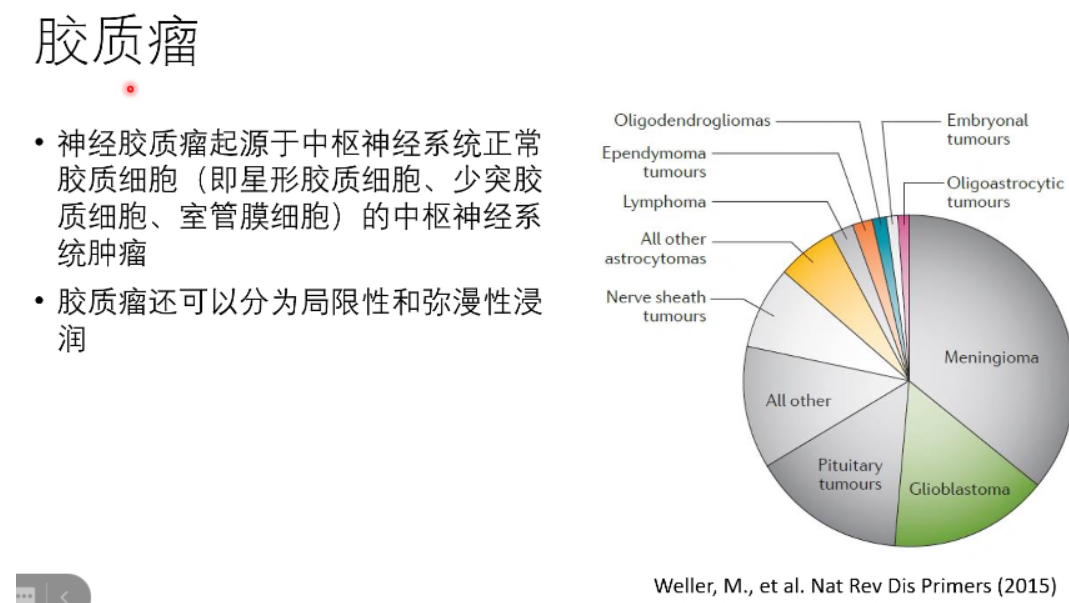 胶质瘤
• 神经胶质瘤起源于中枢神经系统正常
胶质细胞（即星形胶质细胞、少突胶
质细胞、室管膜细胞）的中枢神经系
统肿瘤
• 胶质瘤还可以分为局限性和弥漫性浸
润
Oligodendrogliomas
Ependymoma
tumours
Lymphoma
All other
astrocytomas
Nerve sheath
tumours
Embryonal
tumours
Oligoastrocytic
tumours
Meningioma
All other
Pituitary
tumours
Glioblastoma
Weller, M., et al. Nat Rev Dis Primers (2015)